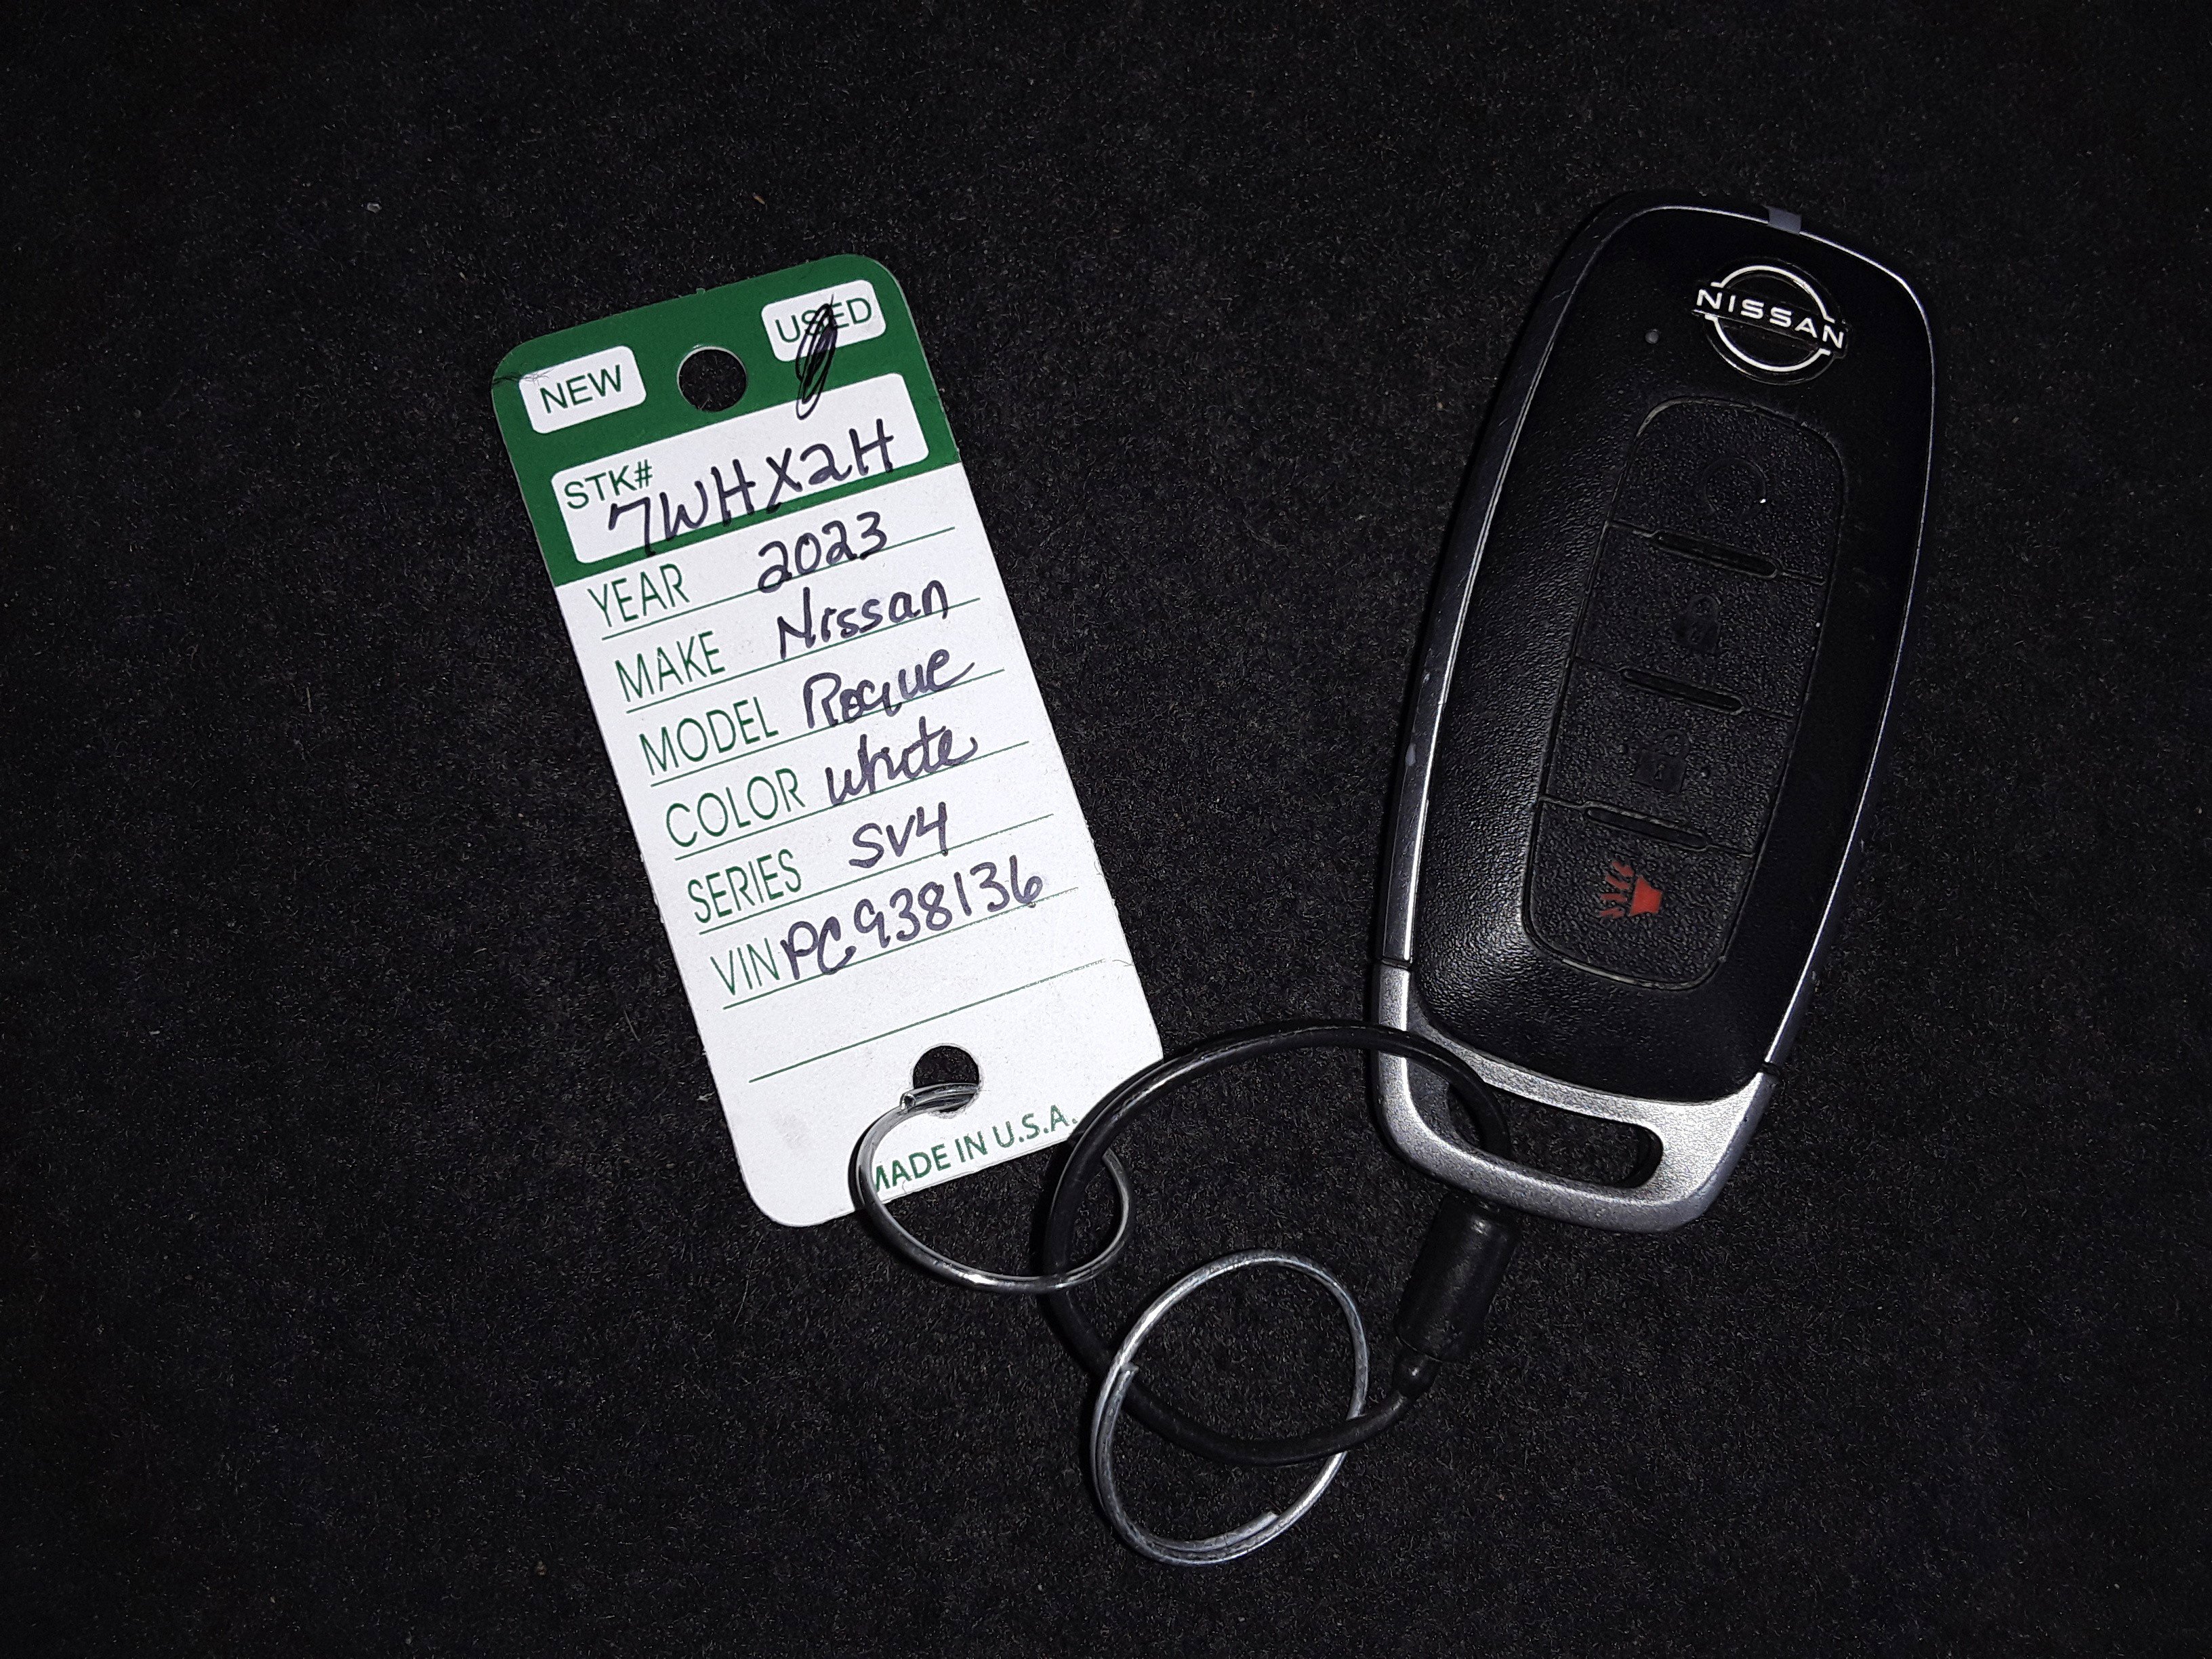 NEW USED
STK# 7WHX2H
YEAR 2023
MAKE Nissan
MODEL Rogue
COLOR white
SERIES SV4
VIN PC938136
MADE IN U.S.A.
NISSAN